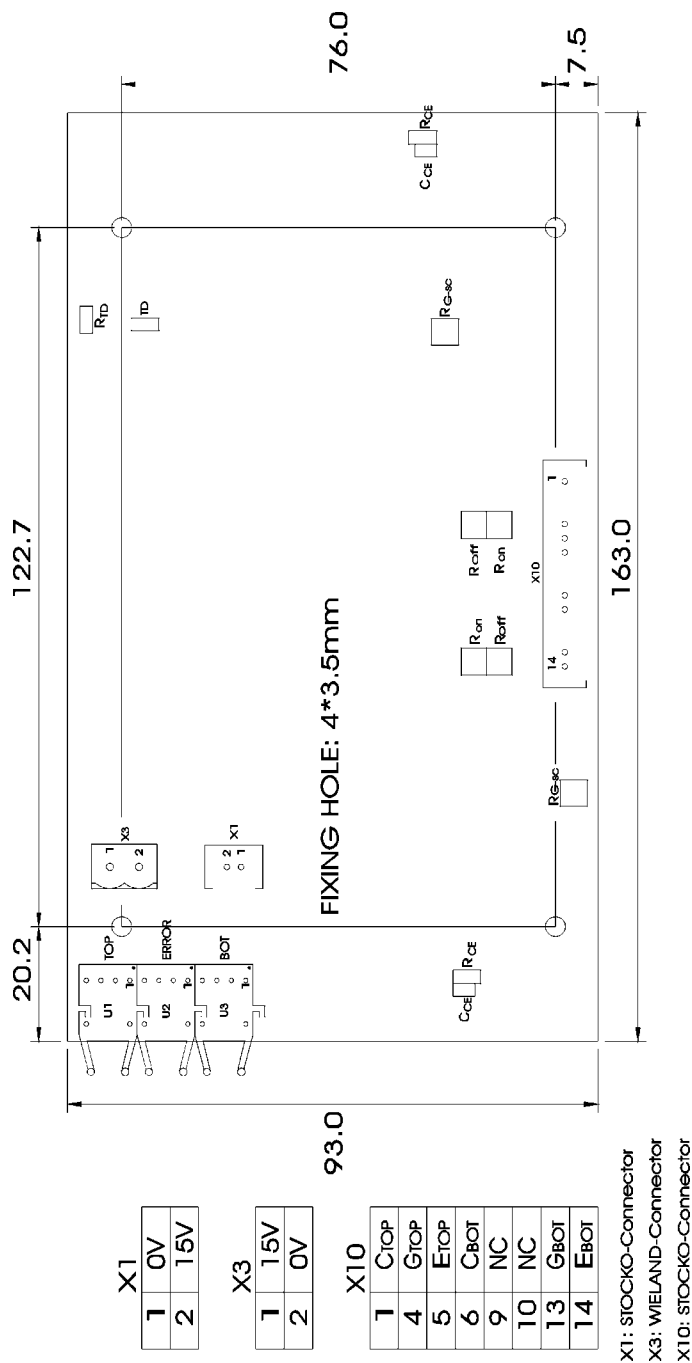 X1
1 0V
2 15V
X3
1 15V
2 0V
X10
1 CTOP
4 GTOP
5 ETOP
6 CBOT
9 NC
10 NC
13 GBOT
14 EBOT
X1: STOCKO-Connector
X3: WIELAND-Connector
X10: STOCKO-Connector
93.0
20.2
122.7
163.0
76.0
7.5
U1
U2
U3
1
1
1
TOP
ERROR
BOT
X3
1
2
X1
2
1
CCE
RCE
FIXING HOLE: 4*3.5mm
RG-SC
Ron
Roff
Roff
Ron
X10
14
1
RTD
TD
RG-SC
CCE
RCE